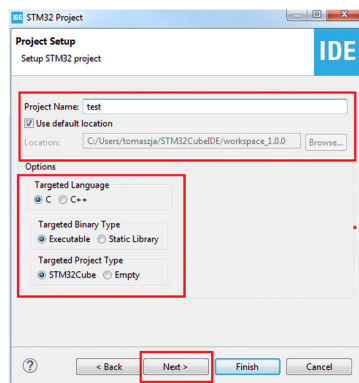 IDE STM32 Project
Project Setup
Setup STM32 project
IDE
Project Name: test
Use default location
Location: C:/Users/tomaszja/STM32CubeIDE/workspace_1.0.0 Browse...
Options
Targeted Language
C C++
Targeted Binary Type
Executable Static Library
Targeted Project Type
STM32Cube Empty
? < Back Next > Finish Cancel